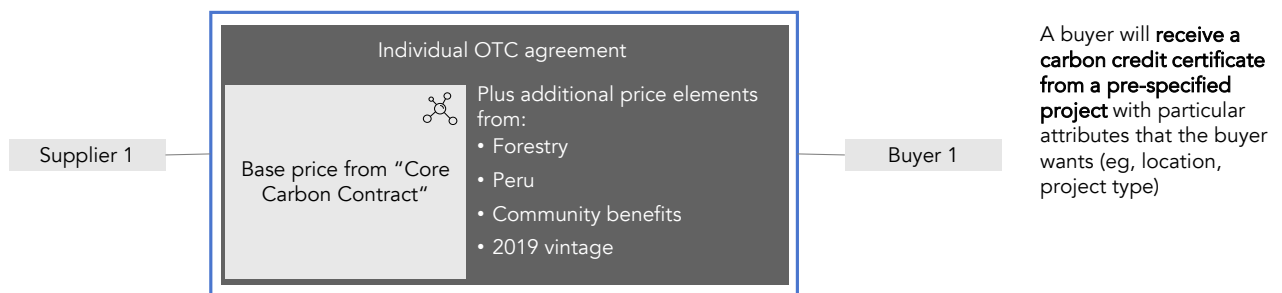 Individual OTC agreement
Supplier 1
Base price from “Core
Carbon Contract“
Plus additional price elements
from:
• Forestry
• Peru
• Community benefits
• 2019 vintage
Buyer 1
A buyer will receive a
carbon credit certificate
from a pre-specified
project with particular
attributes that the buyer
wants (eg, location,
project type)